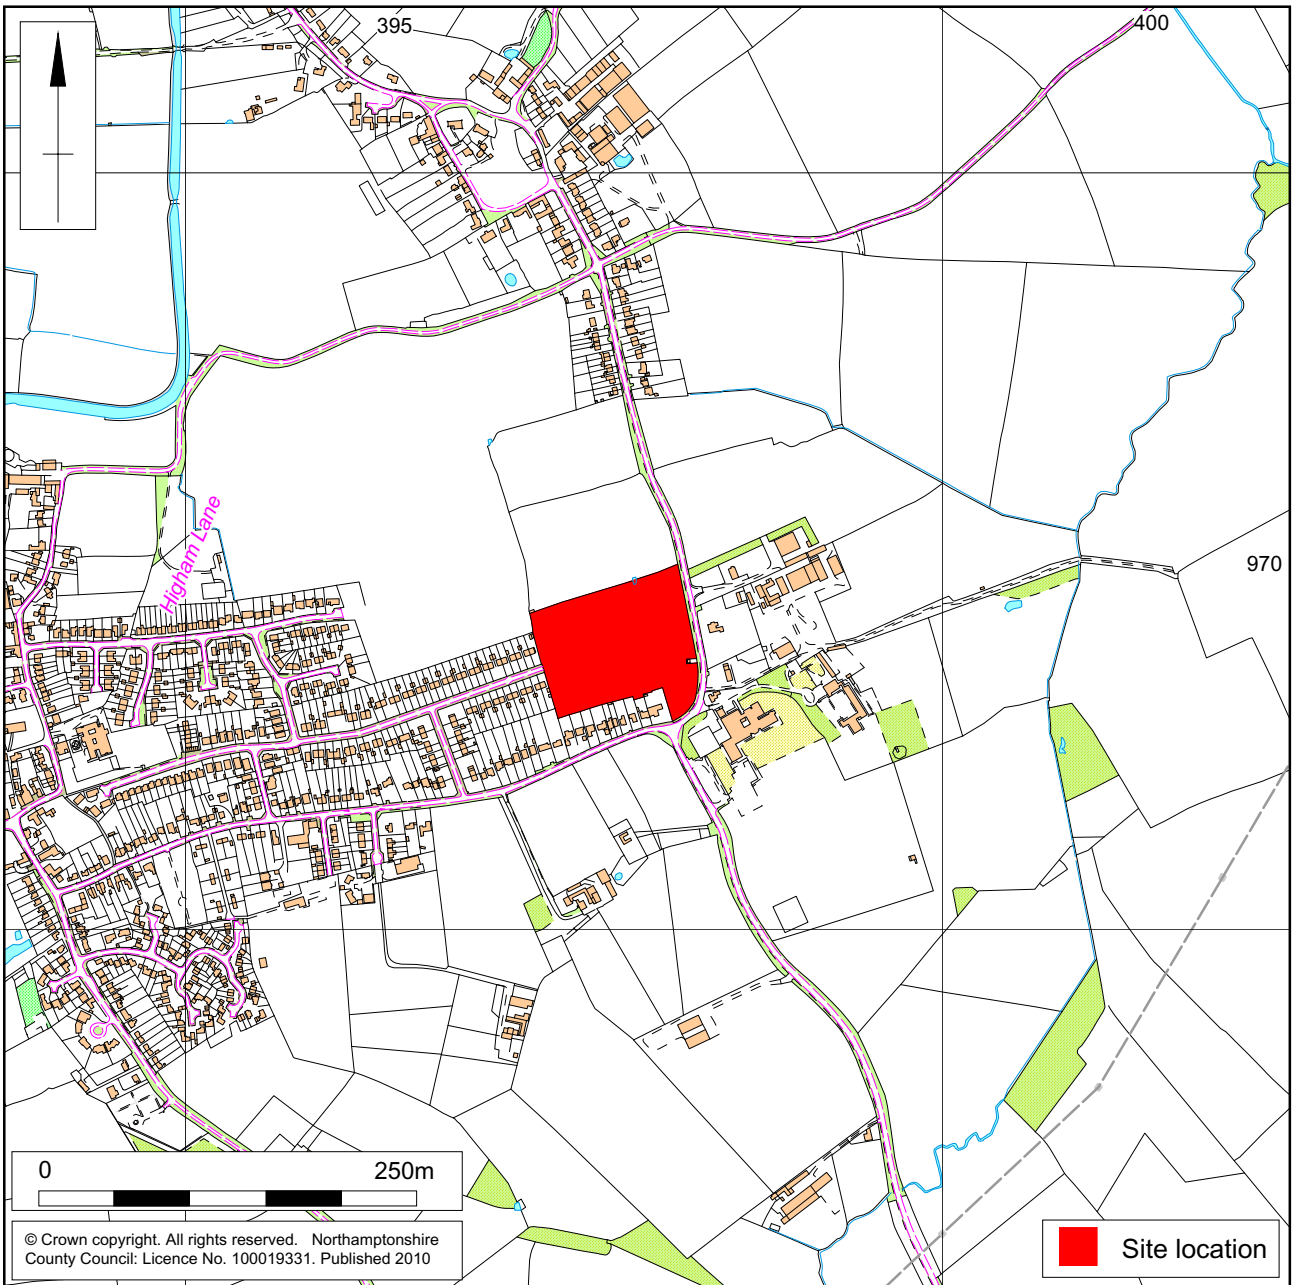 395
400
Higham Lane
970
0 250m
© Crown copyright. All rights reserved. Northamptonshire
County Council: Licence No. 100019331. Published 2010
Site location